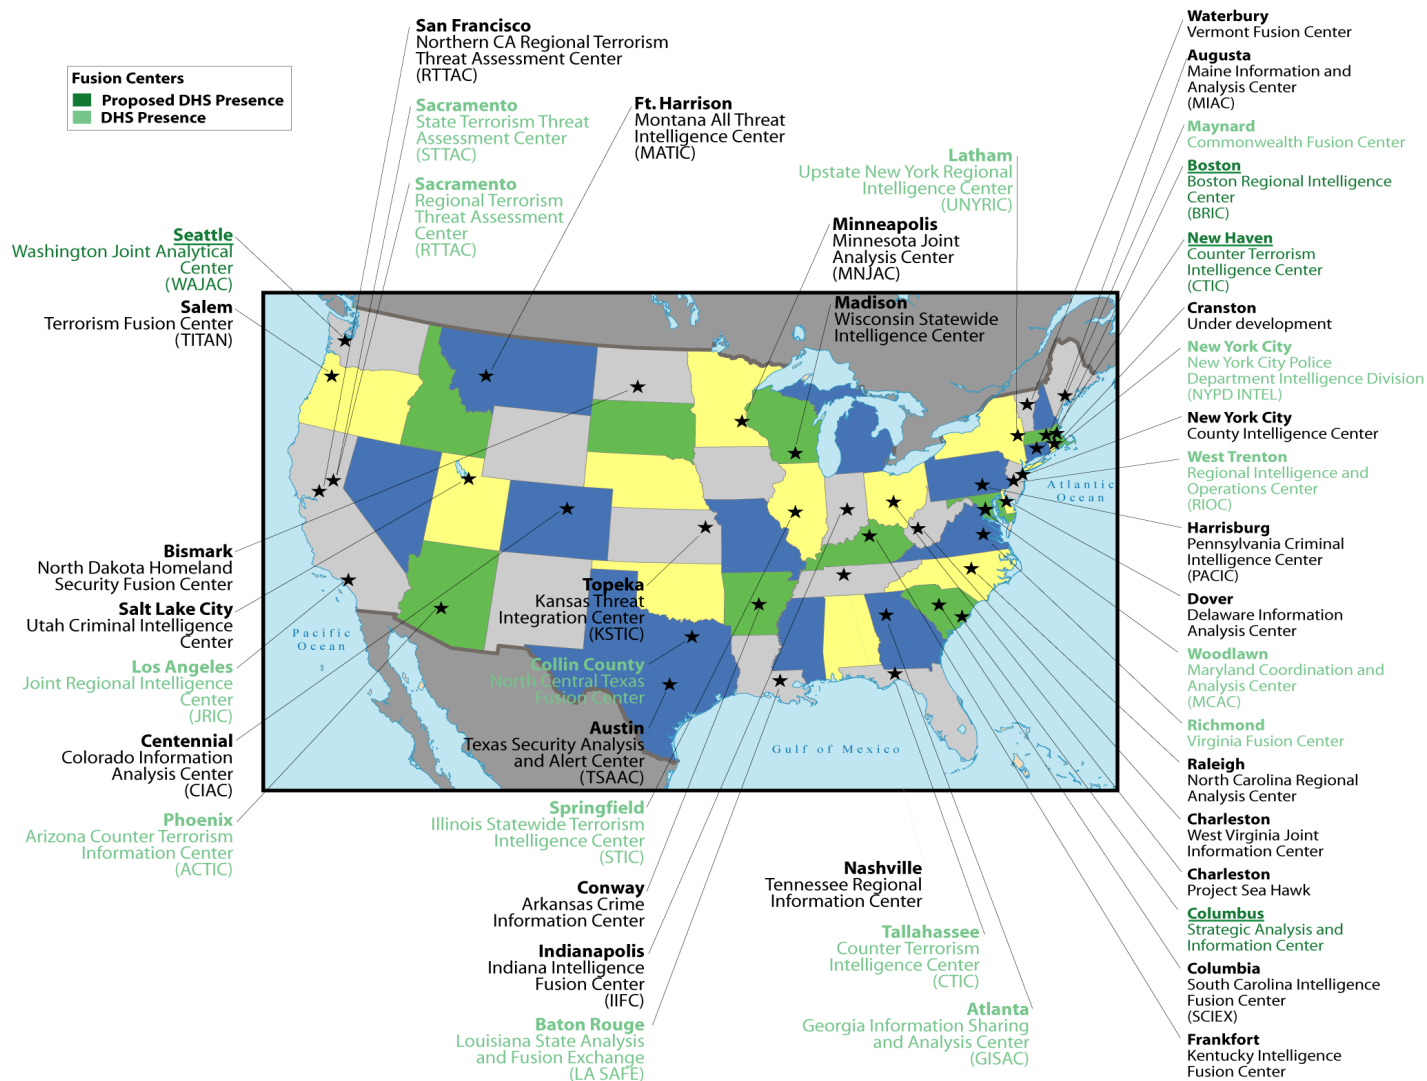 Fusion Centers
Proposed DHS Presence
DHS Presence
San Francisco
Northern CA Regional Terrorism
Threat Assessment Center
(RTTAC)
Sacramento
State Terrorism Threat
Assessment Center
(STTAC)
Sacramento
Regional Terrorism
Threat Assessment
Center
(RTTAC)
Ft. Harrison
Montana All Threat
Intelligence Center
(MATIC)
Latham
Upstate New York Regional
Intelligence Center
(UNYRIC)
Minneapolis
Minnesota Joint
Analysis Center
(MNJAC)
Madison
Wisconsin Statewide
Intelligence Center
Seattle
Washington Joint Analytical
Center
(WAJAC)
Salem
Terrorism Fusion Center
(TITAN)
Bismark
North Dakota Homeland
Security Fusion Center
Salt Lake City
Utah Criminal Intelligence
Center
Los Angeles
Joint Regional Intelligence
Center
(JRIC)
Centennial
Colorado Information
Analysis Center
(CIAC)
Phoenix
Arizona Counter Terrorism
Information Center
(ACTIC)
Pacific
Ocean
Topeka
Kansas Threat
Integration Center
(KSTIC)
Collin County
North Central Texas
Fusion Center
Austin
Texas Security Analysis
and Alert Center
(TSAAC)
Springfield
Illinois Statewide Terrorism
Intelligence Center
(STIC)
Conway
Arkansas Crime
Information Center
Indianapolis
Indiana Intelligence
Fusion Center
(IIFC)
Baton Rouge
Louisiana State Analysis
and Fusion Exchange
(LA SAFE)
Gulf of Mexico
Atlantic
Ocean
Nashville
Tennessee Regional
Information Center
Tallahassee
Counter Terrorism
Intelligence Center
(CTIC)
Atlanta
Georgia Information Sharing
and Analysis Center
(GISAC)
Waterbury
Vermont Fusion Center
Augusta
Maine Information and
Analysis Center
(MIAC)
Maynard
Commonwealth Fusion Center
Boston
Boston Regional Intelligence
Center
(BRIC)
New Haven
Counter Terrorism
Intelligence Center
(CTIC)
Cranston
Under development
New York City
New York City Police
Department Intelligence Division
(NYPD INTEL)
New York City
County Intelligence Center
West Trenton
Regional Intelligence and
Operations Center
(RIOC)
Harrisburg
Pennsylvania Criminal
Intelligence Center
(PACIC)
Dover
Delaware Information
Analysis Center
Woodlawn
Maryland Coordination and
Analysis Center
(MCAC)
Richmond
Virginia Fusion Center
Raleigh
North Carolina Regional
Analysis Center
Charleston
West Virginia Joint
Information Center
Charleston
Project Sea Hawk
Columbus
Strategic Analysis and
Information Center
Columbia
South Carolina Intelligence
Fusion Center
(SCIEX)
Frankfort
Kentucky Intelligence
Fusion Center